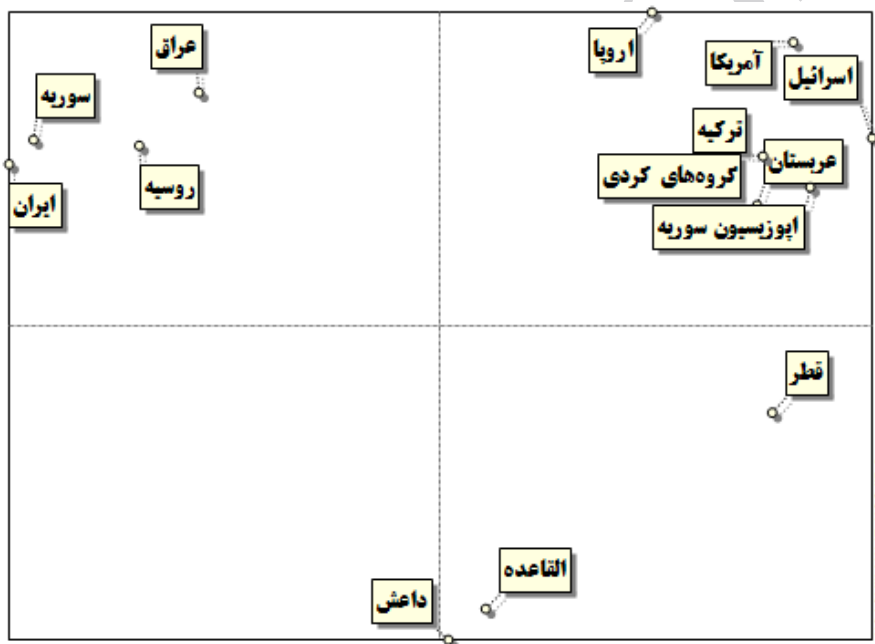 اروپا
عراق
آمریکا
اسرائیل
سوریه
ترکیه
عربستان
گروه‌های کردی
روسیه
ایران
اپوزیسیون سوریه
قطر
القاعده
داعش